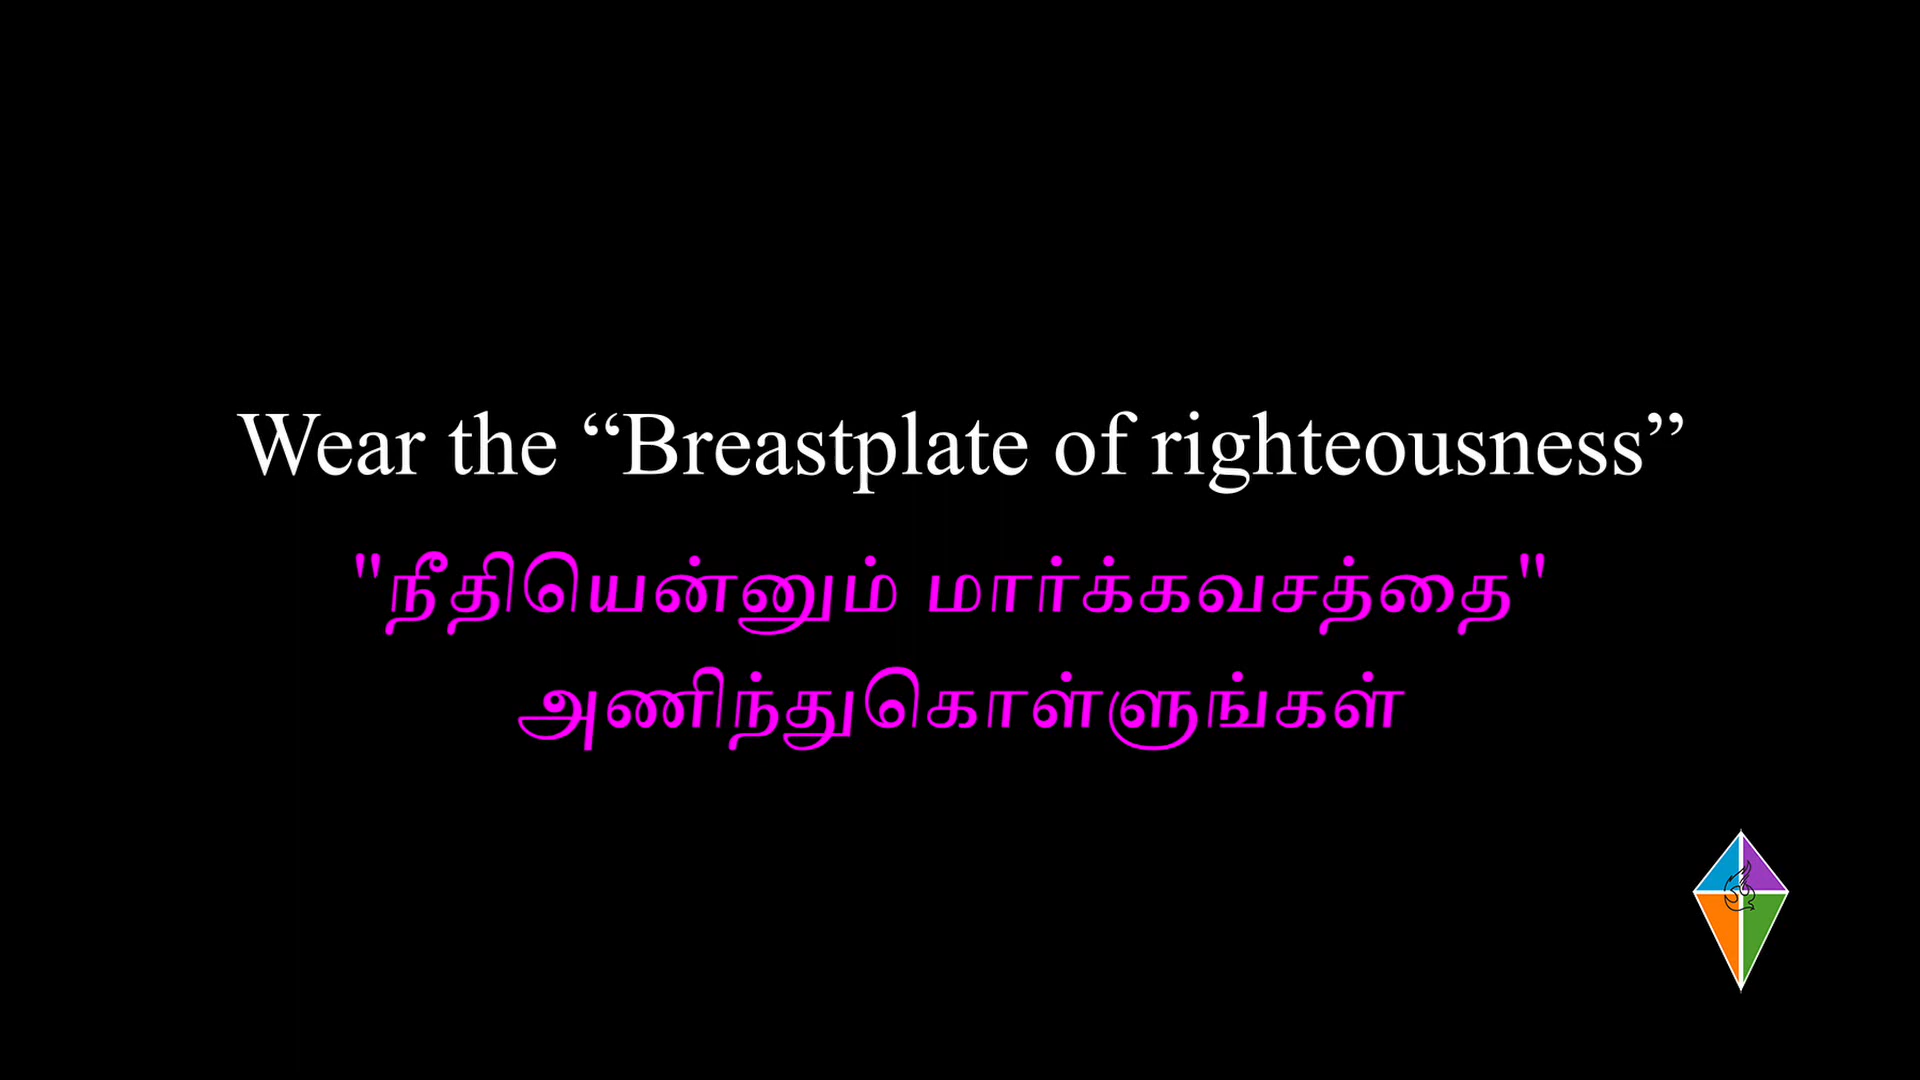 Wear the “Breastplate of righteousness”
"நீதியென்னும் மார்க்கவசத்தை"
அணிந்துகொள்ளுங்கள்